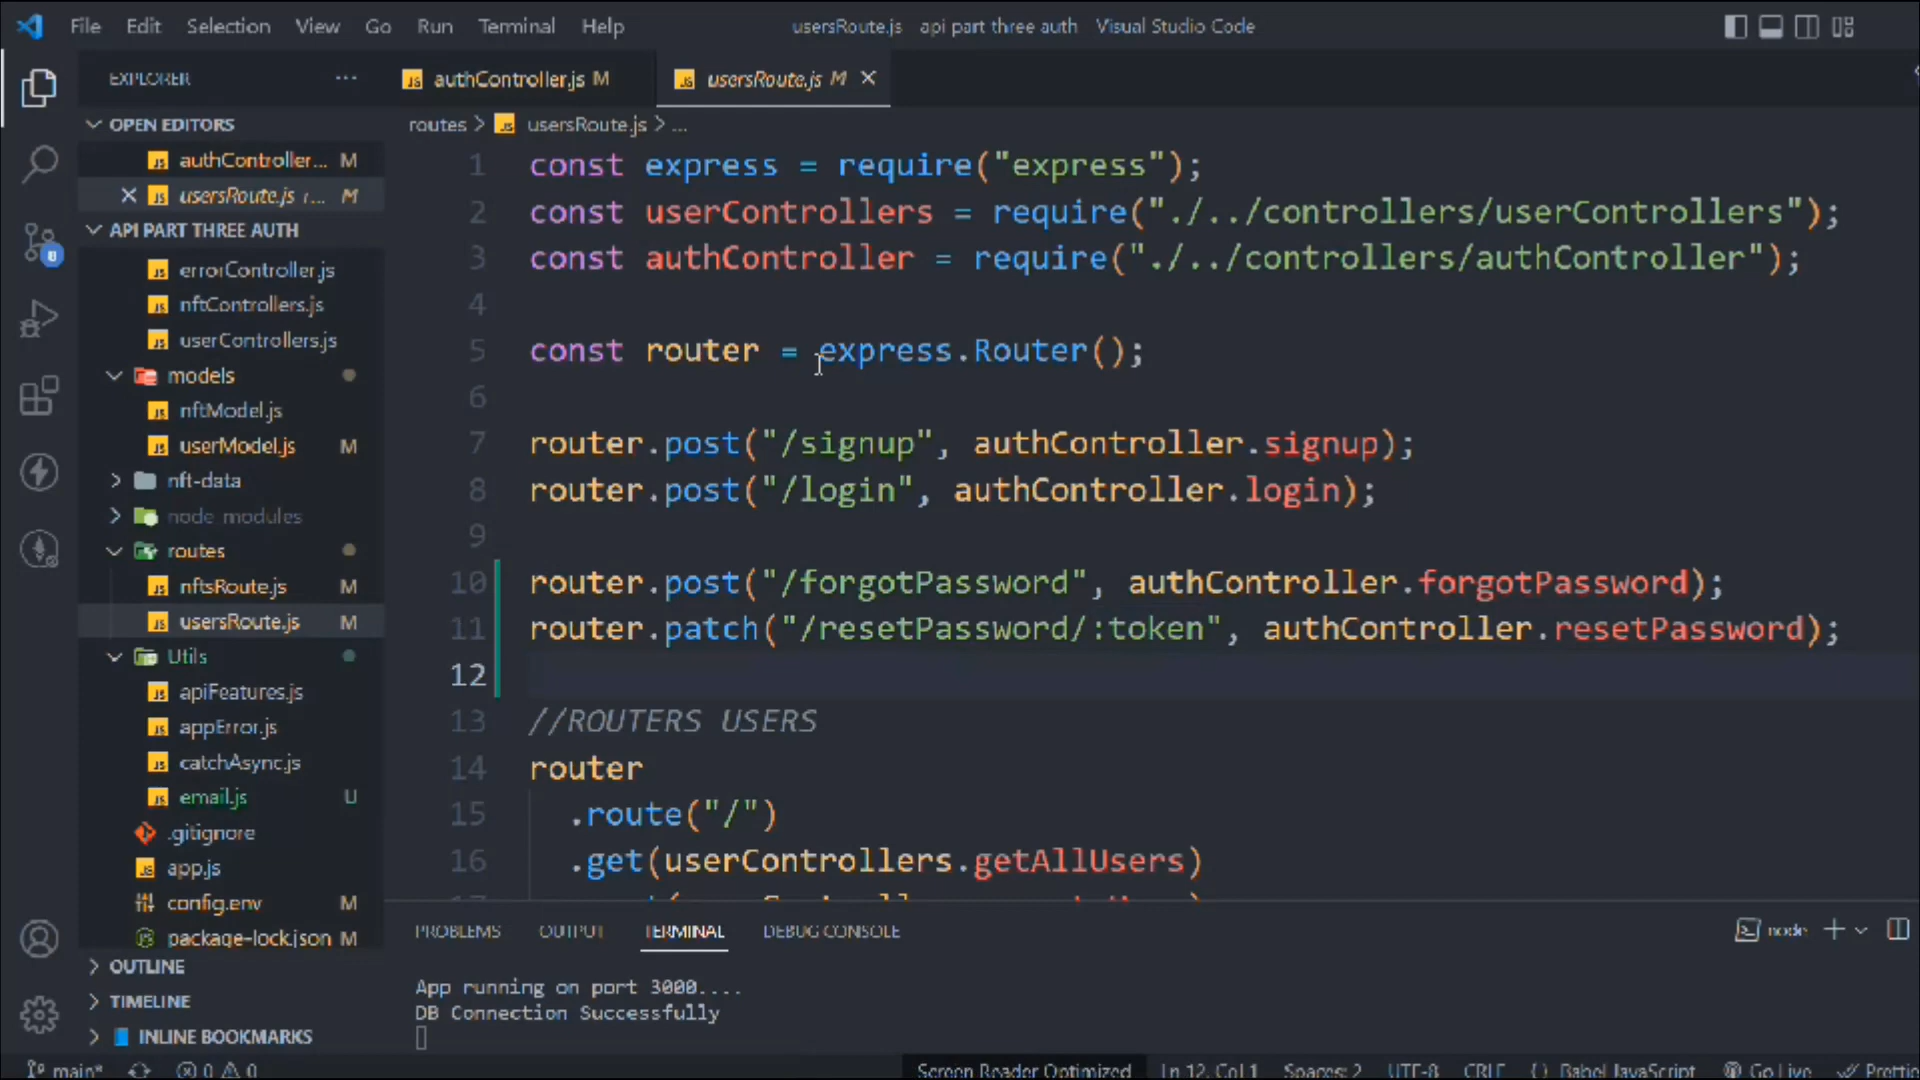 File Edit Selection View Go Run Terminal Help
usersRoute.js api part three auth Visual Studio Code
EXPLORER ...
authController.js M
usersRoute.js M
OPEN EDITORS
authController... M
usersRoute.js r... M
API PART THREE AUTH
errorController.js
nftControllers.js
userControllers.js
models
nftModel.js
userModel.js M
nft-data
node modules
routes
nftsRoute.js M
usersRoute.js M
Utils
apiFeatures.js
appError.js
catchAsync.js
email.js U
.gitignore
app.js
config.env M
package-lock.json M
OUTLINE
TIMELINE
INLINE BOOKMARKS
routes > usersRoute.js > ...
1 const express = require("express");
2 const userControllers = require("./../controllers/userControllers");
3 const authController = require("./../controllers/authController");
4
5 const router = express.Router();
6
7 router.post("/signup", authController.signup);
8 router.post("/login", authController.login);
9
10 router.post("/forgotPassword", authController.forgotPassword);
11 router.patch("/resetPassword/:token", authController.resetPassword);
12
13 //ROUTERS USERS
14 router
15 .route("/")
16 .get(userControllers.getAllUsers)
PROBLEMS OUTPUT TERMINAL DEBUG CONSOLE
node
App running on port 3000....
DB Connection Successfully
main* 0 0
Screen Reader Optimized Ln 12, Col 1 Spaces: 2 UTF-8 CRLF {} Babel JavaScript Go Live